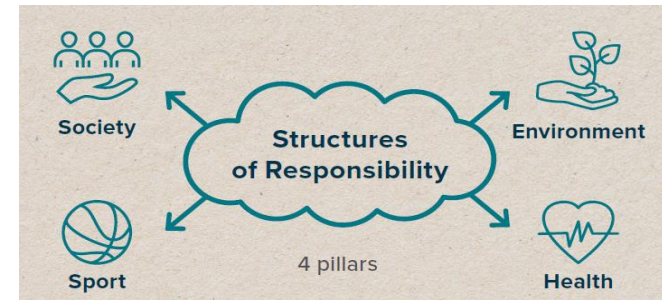 Society
Environment
Structures
of Responsibility
Sport
4 pillars
Health